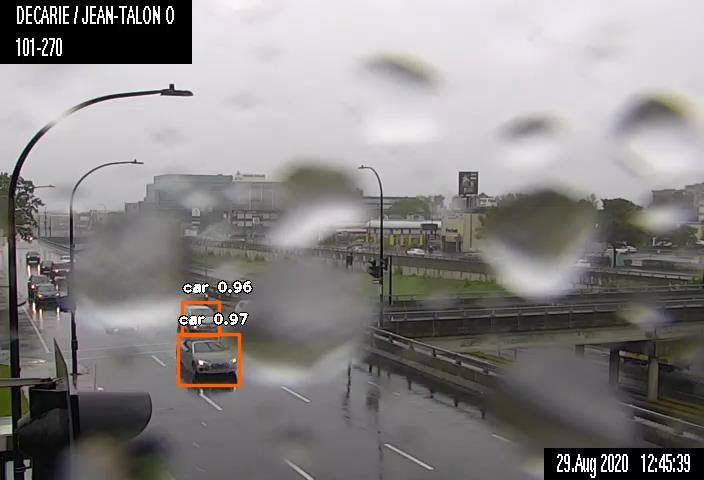 DECARIE / JEAN-TALON O
101-270
car 0.96
car 0.97
29.Aug 2020 12:45:39